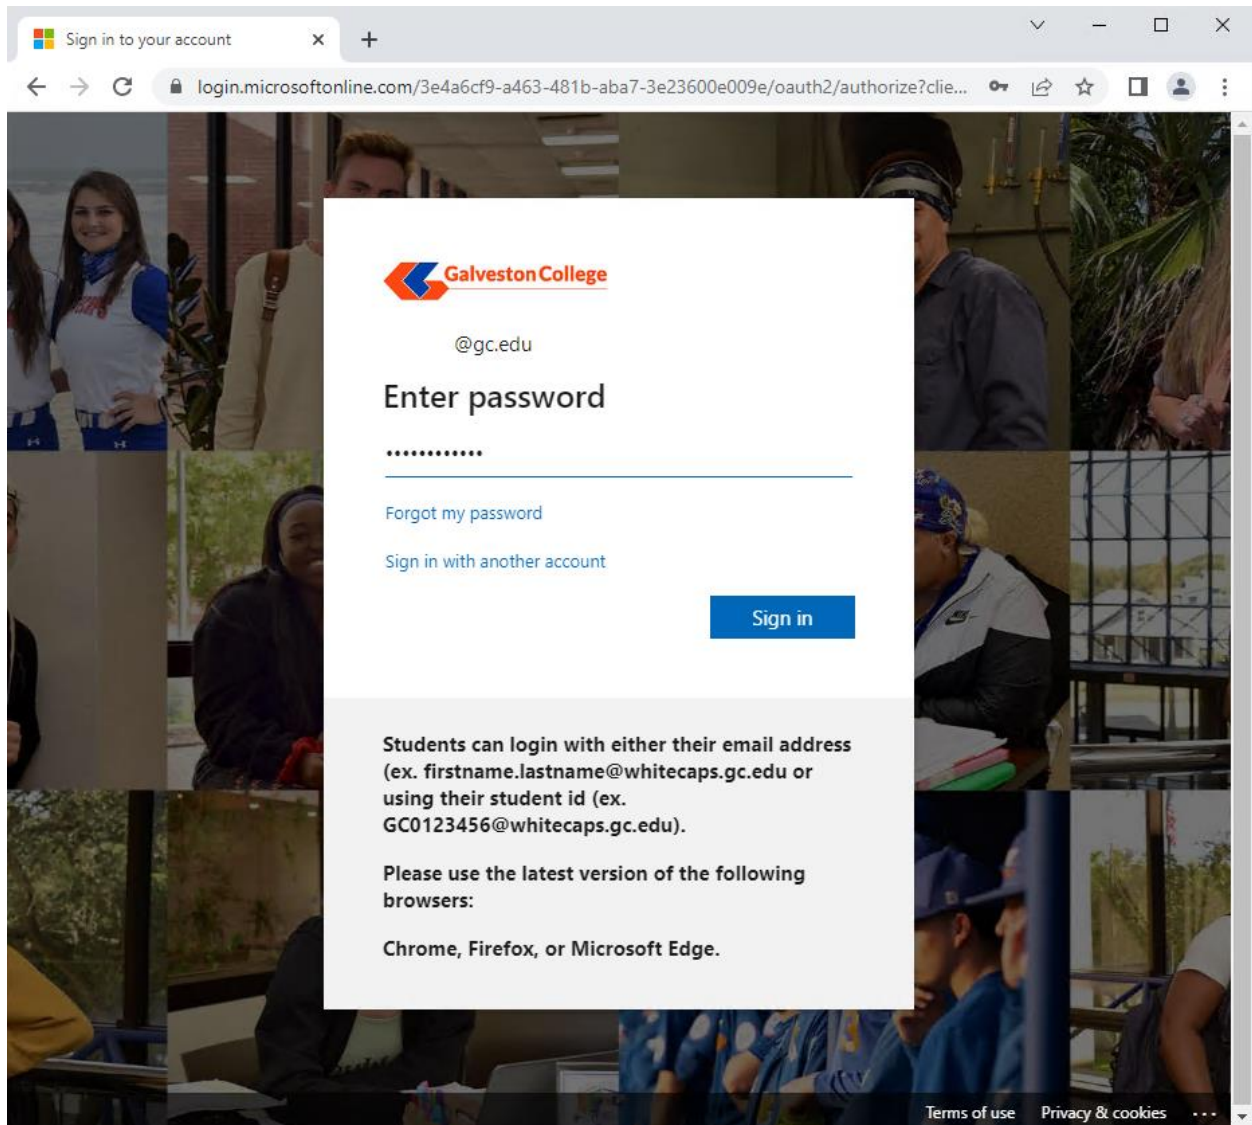 Sign in to your account
login.microsoftonline.com/3e4a6cf9-a463-481b-aba7-3e23600e009e/oauth2/authorize?clie...
Galveston College
@gc.edu
Enter password
••••••••••••
Forgot my password
Sign in with another account
Sign in
Students can login with either their email address
(ex. firstname.lastname@whitecaps.gc.edu or
using their student id (ex.
GC0123456@whitecaps.gc.edu).
Please use the latest version of the following
browsers:
Chrome, Firefox, or Microsoft Edge.
Terms of use Privacy & cookies ...